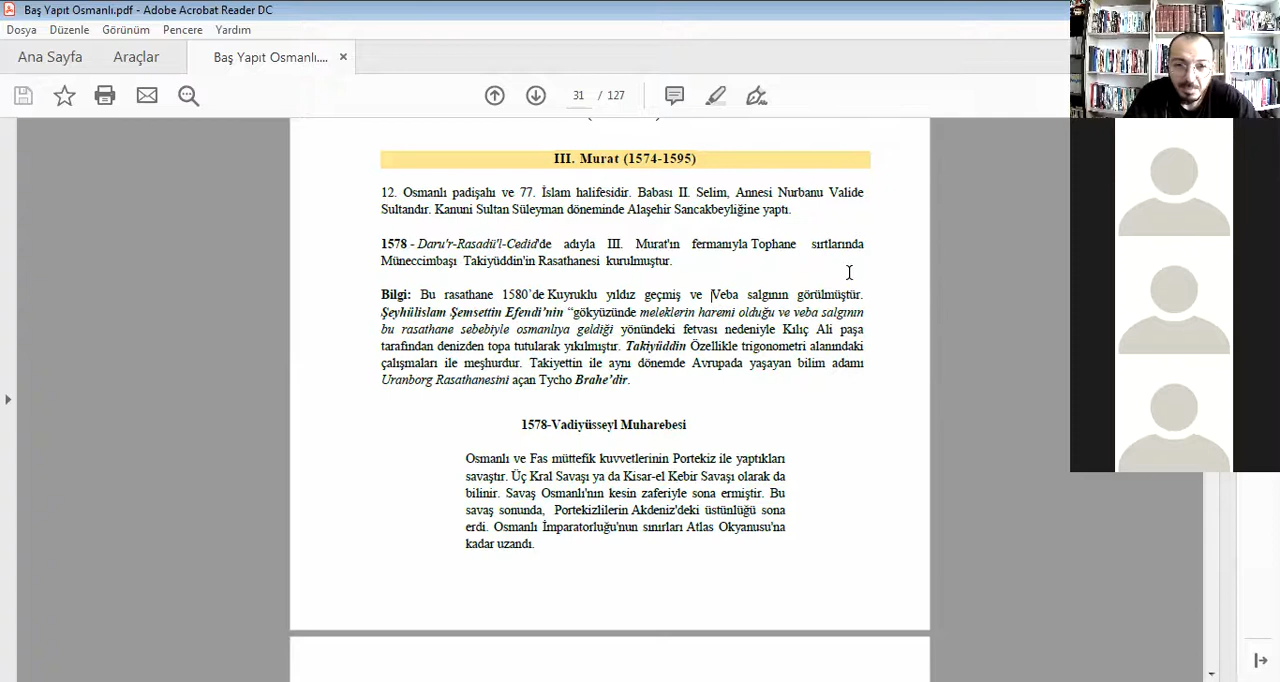 Baş Yapıt Osmanlı.pdf - Adobe Acrobat Reader DC
Dosya Düzenle Görünüm Pencere Yardım
Ana Sayfa Araçlar Baş Yapıt Osmanlı.... ×
31 / 127
III. Murat (1574-1595)
12. Osmanlı padişahı ve 77. İslam halifesidir. Babası II. Selim, Annesi Nurbanu Valide
Sultandır. Kanuni Sultan Süleyman döneminde Alaşehir Sancakbeyliğine yaptı.
1578 - Daru'r-Rasadü'l-Cedid'de adıyla III. Murat'ın fermanıyla Tophane sırtlarında
Müneccimbaşı Takiyüddin'in Rasathanesi kurulmuştur.
Bilgi: Bu rasathane 1580'de Kuyruklu yıldız geçmiş ve Veba salgının görülmüştür.
Şeyhülislam Şemsettin Efendi'nin “gökyüzünde meleklerin haremi olduğu ve veba salgının
bu rasathane sebebiyle osmanlıya geldiği yönündeki fetvası nedeniyle Kılıç Ali paşa
tarafından denizden topa tutularak yıkılmıştır. Takiyüddin Özellikle trigonometri alanındaki
çalışmaları ile meşhurdur. Takiyettin ile aynı dönemde Avrupada yaşayan bilim adamı
Uranborg Rasathanesini açan Tycho Brahe'dir.
1578-Vadiyüsseyl Muharebesi
Osmanlı ve Fas müttefik kuvvetlerinin Portekiz ile yaptıkları
savaştır. Üç Kral Savaşı ya da Kisar-el Kebir Savaşı olarak da
bilinir. Savaş Osmanlı'nın kesin zaferiyle sona ermiştir. Bu
savaş sonunda, Portekizlilerin Akdeniz'deki üstünlüğü sona
erdi. Osmanlı İmparatorluğu'nun sınırları Atlas Okyanusu'na
kadar uzandı.